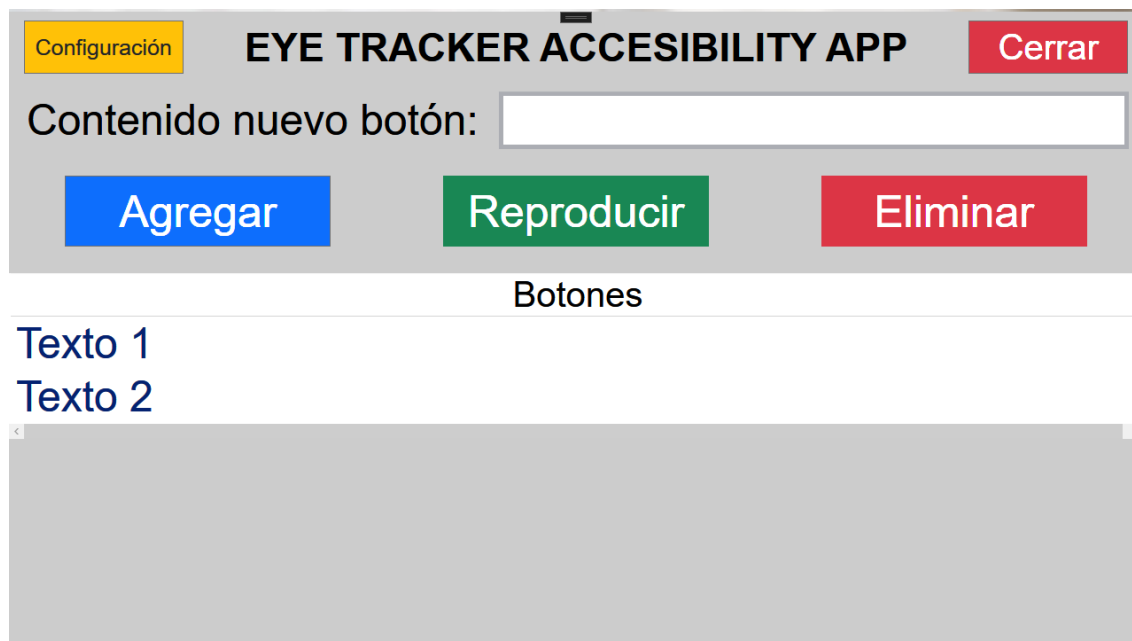 Configuración EYE TRACKER ACCESIBILITY APP Cerrar
Contenido nuevo botón:
Agregar Reproducir Eliminar
Botones
Texto 1
Texto 2